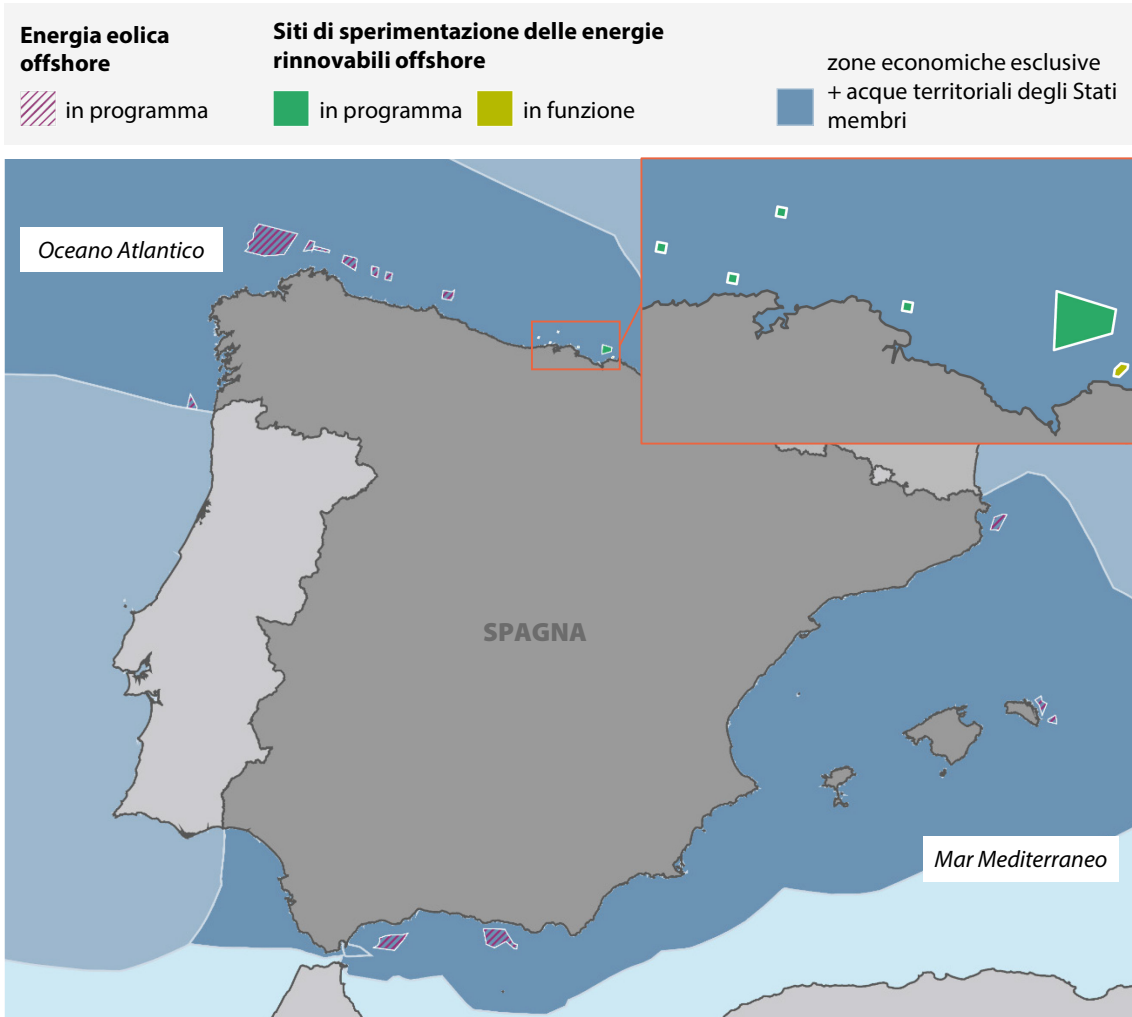 Energia eolica
offshore
in programma
Siti di sperimentazione delle energie
rinnovabili offshore
in programma
in funzione
zone economiche esclusive
+ acque territoriali degli Stati
membri
Oceano Atlantico
SPAGNA
Mar Mediterraneo